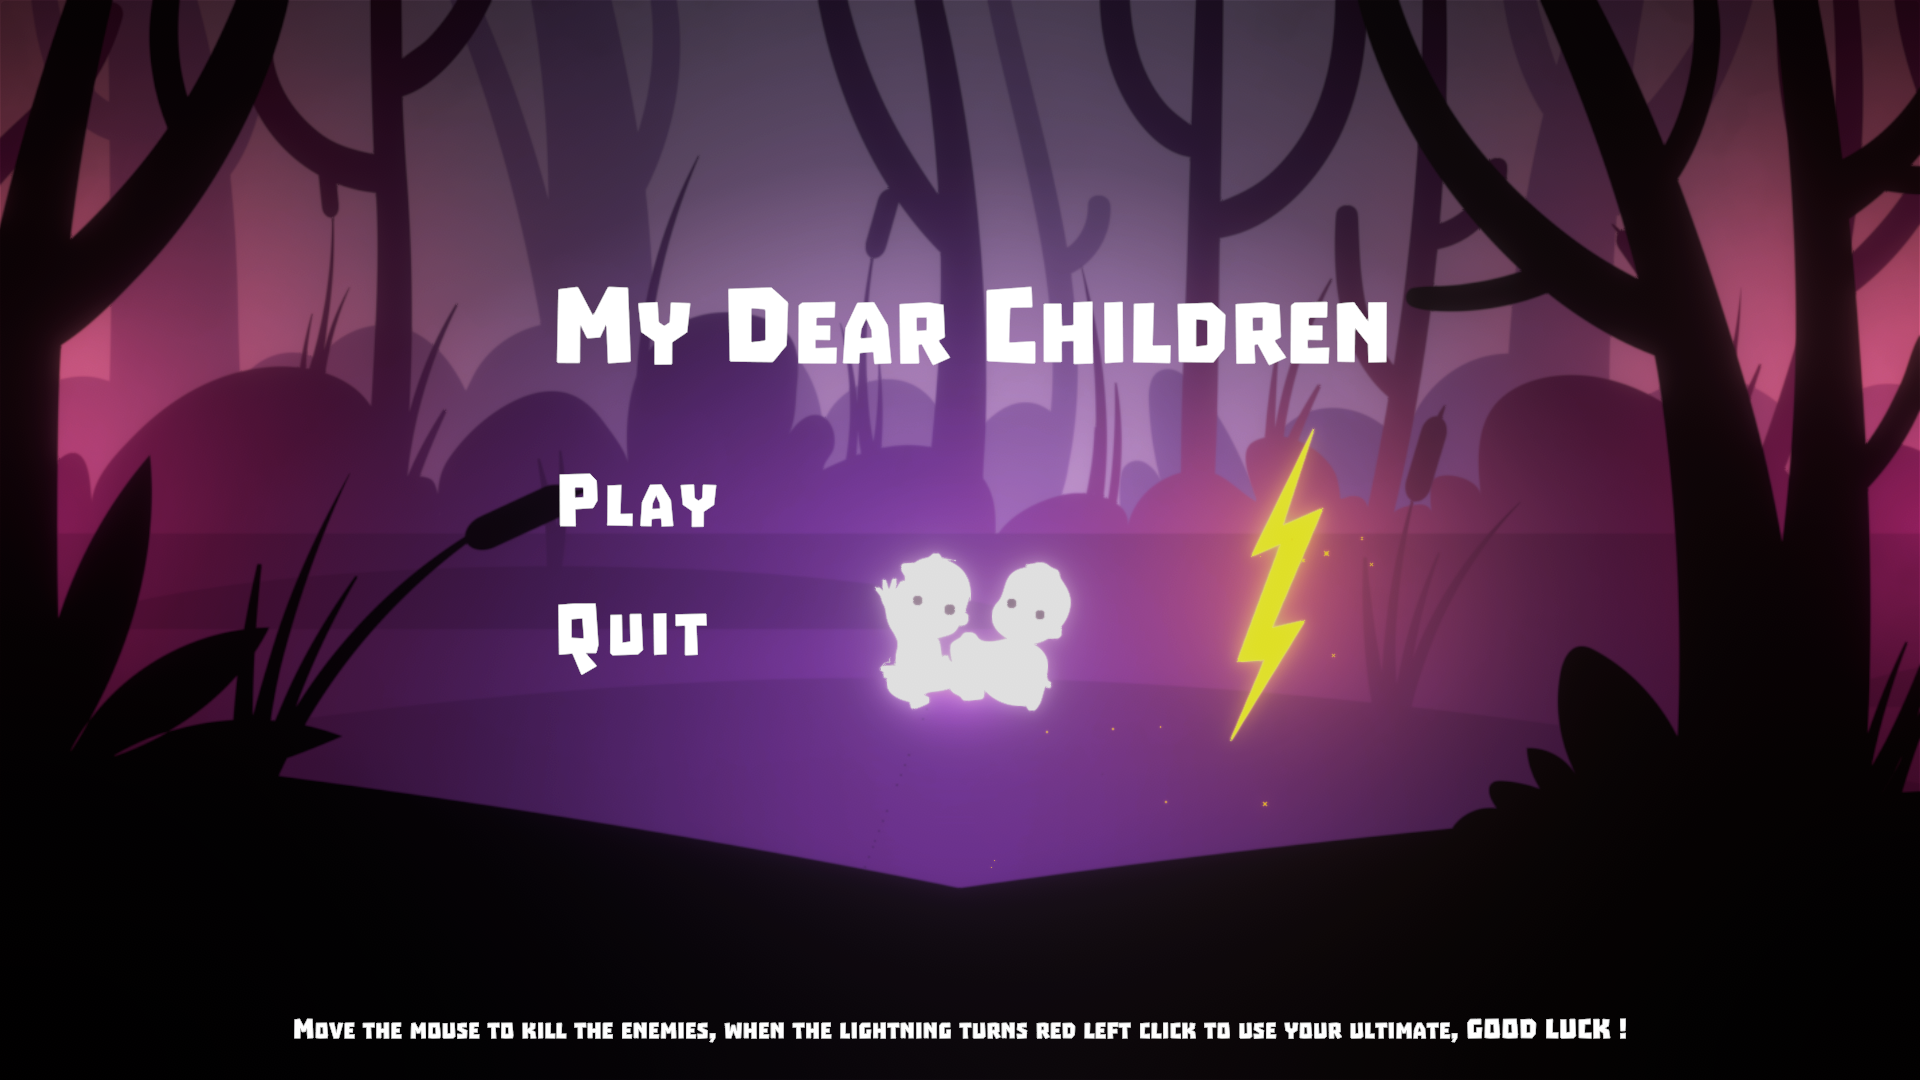 My Dear Children
Play
Quit
Move the mouse to kill the enemies, when the lightning turns red left click to use your ultimate, GOOD LUCK !